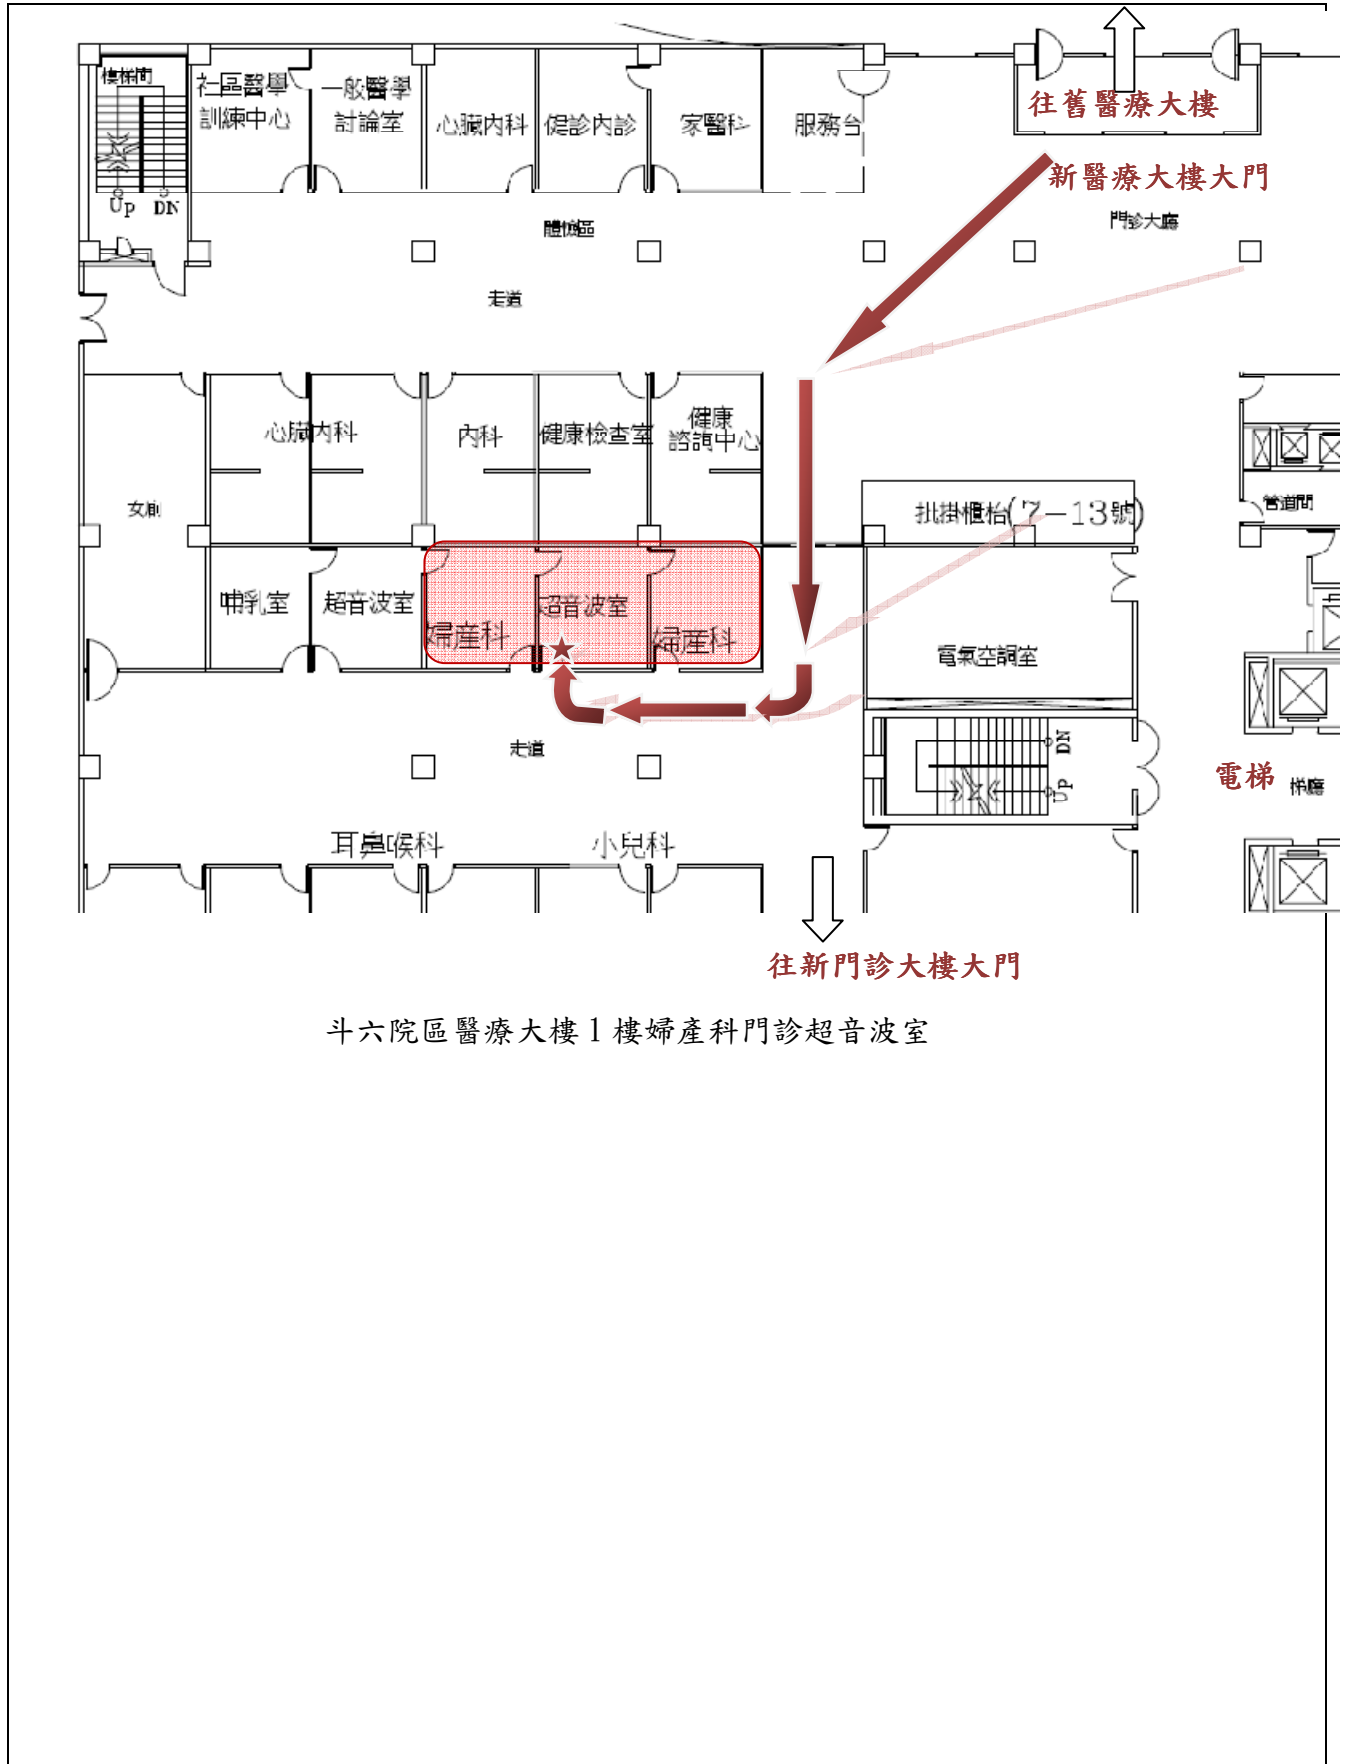 往舊醫療大樓
新醫療大樓大門
樓梯間
社區醫學
訓練中心
一般醫學
討論室
心臟內科
健診內診
家醫科
服務台
UP
DN
體檢區
門診大廳
走道
心臟內科
內科
健康檢查室
健康
諮詢中心
女廁
批掛櫃枱(7-13號)
管道間
哺乳室
超音波室
婦產科
超音波室
婦產科
電氣空調室
走道
DN
UP
電梯
梯廳
耳鼻喉科
小兒科
往新門診大樓大門
斗六院區醫療大樓1樓婦產科門診超音波室